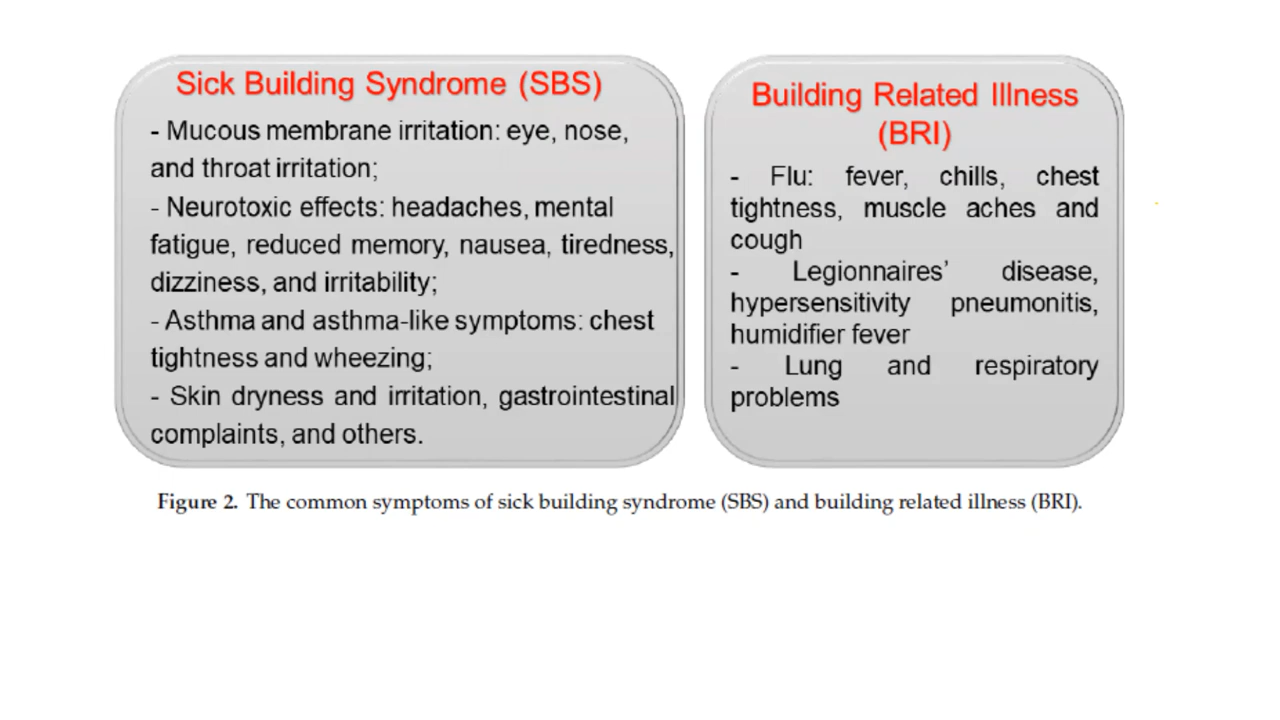 Sick Building Syndrome (SBS)
- Mucous membrane irritation: eye, nose,
and throat irritation;
- Neurotoxic effects: headaches, mental
fatigue, reduced memory, nausea, tiredness,
dizziness, and irritability;
- Asthma and asthma-like symptoms: chest
tightness and wheezing;
- Skin dryness and irritation, gastrointestinal
complaints, and others.
Building Related Illness
(BRI)
- Flu: fever, chills, chest
tightness, muscle aches and
cough
- Legionnaires’ disease,
hypersensitivity pneumonitis,
humidifier fever
- Lung and respiratory
problems
Figure 2. The common symptoms of sick building syndrome (SBS) and building related illness (BRI).